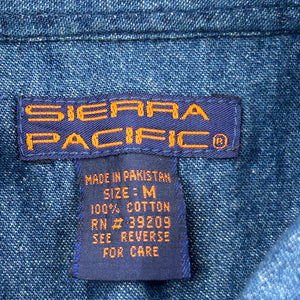 SIERRA
PACIFIC®
MADE IN PAKISTAN
SIZE: M
100% COTTON
RN # 39209
SEE REVERSE
FOR CARE